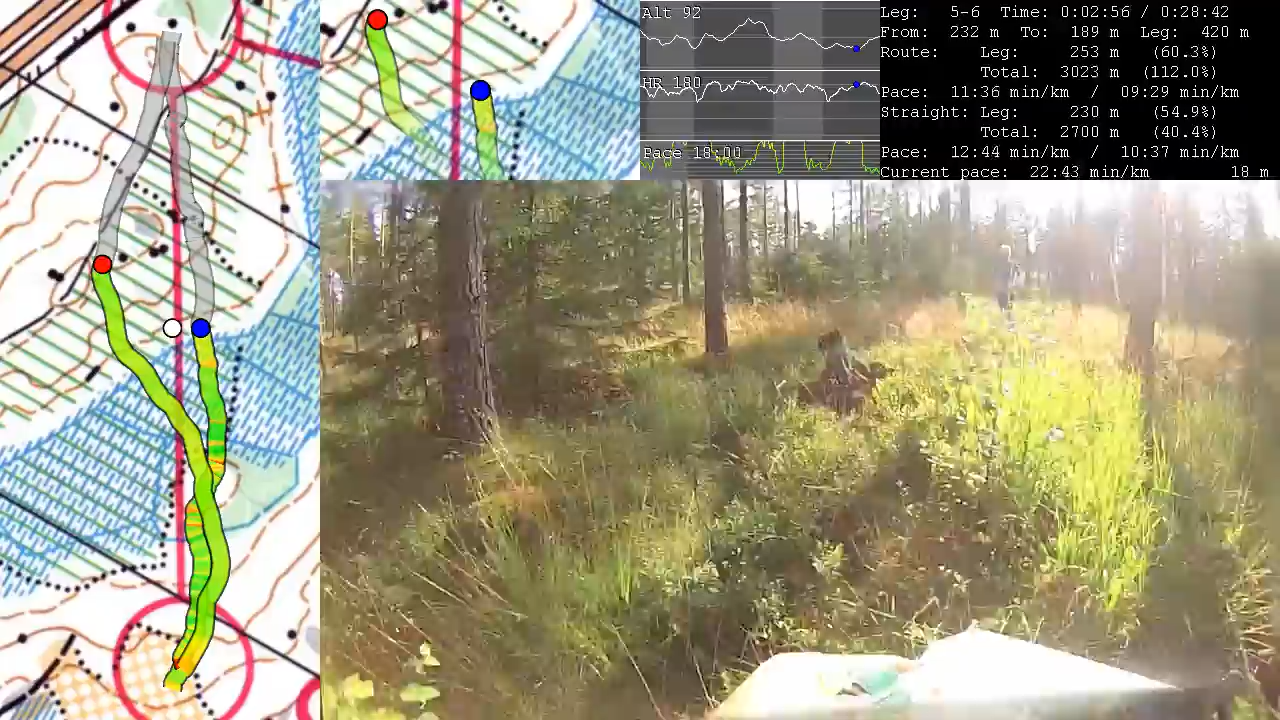 Alt 92
HR 180
Pace 18:00
Leg: 5-6 Time: 0:02:56 / 0:28:42
From: 232 m To: 189 m Leg: 420 m
Route: Leg: 253 m (60.3%)
Total: 3023 m (112.0%)
Pace: 11:36 min/km / 09:29 min/km
Straight: Leg: 230 m (54.9%)
Total: 2700 m (40.4%)
Pace: 12:44 min/km / 10:37 min/km
Current pace: 22:43 min/km 18 m